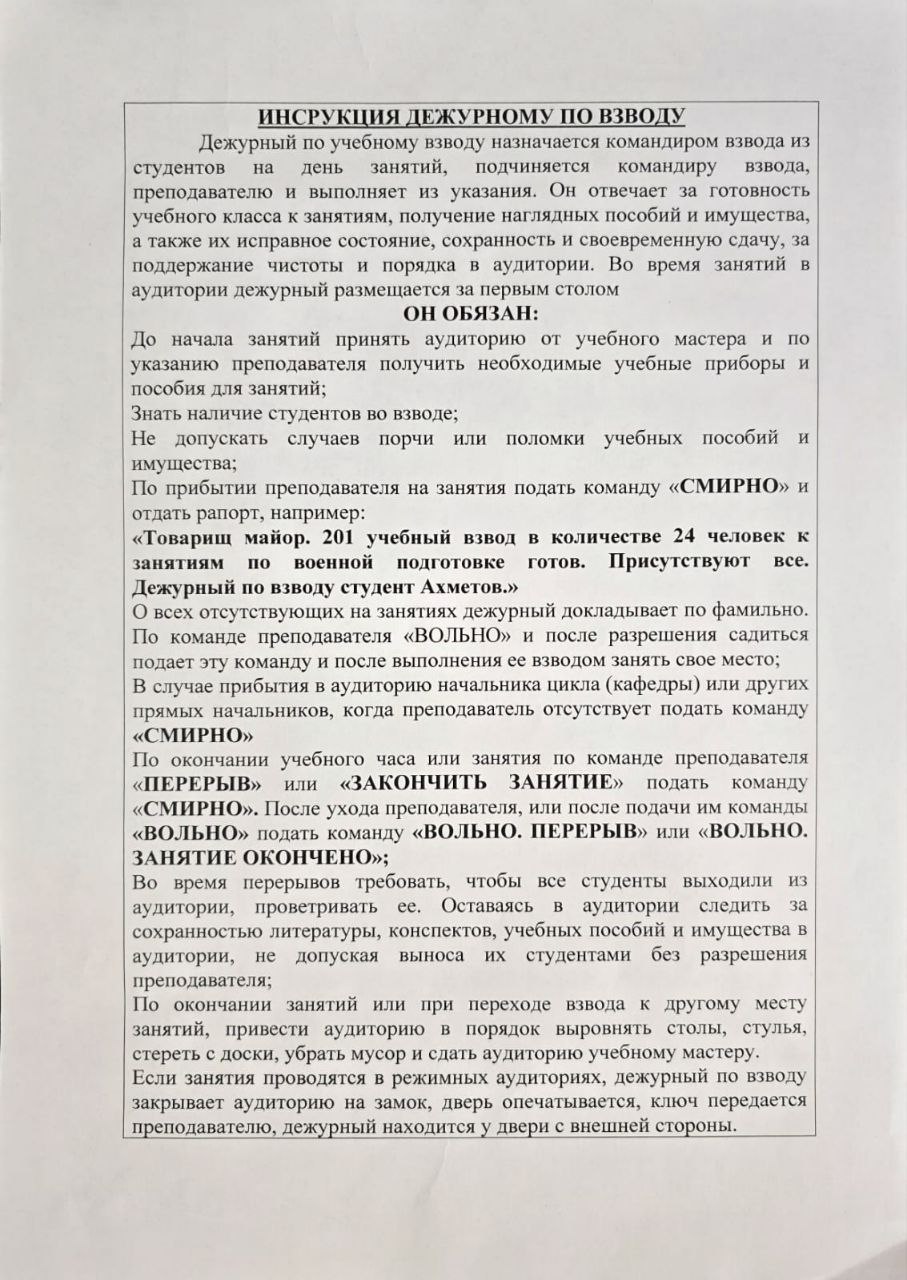 ИНСРУКЦИЯ ДЕЖУРНОМУ ПО ВЗВОДУ
Дежурный по учебному взводу назначается командиром взвода из
студентов на день занятий, подчиняется командиру взвода,
преподавателю и выполняет из указания. Он отвечает за готовность
учебного класса к занятиям, получение наглядных пособий и имущества,
а также их исправное состояние, сохранность и своевременную сдачу, за
поддержание чистоты и порядка в аудитории. Во время занятий в
аудитории дежурный размещается за первым столом
ОН ОБЯЗАН:
До начала занятий принять аудиторию от учебного мастера и по
указанию преподавателя получить необходимые учебные приборы и
пособия для занятий;
Знать наличие студентов во взводе;
Не допускать случаев порчи или поломки учебных пособий и
имущества;
По прибытии преподавателя на занятия подать команду «СМИРНО» и
отдать рапорт, например:
«Товарищ майор. 201 учебный взвод в количестве 24 человек к
занятиям по военной подготовке готов. Присутствуют все.
Дежурный по взводу студент Ахметов.»
О всех отсутствующих на занятиях дежурный докладывает по фамильно.
По команде преподавателя «ВОЛЬНО» и после разрешения садиться
подает эту команду и после выполнения ее взводом занять свое место;
В случае прибытия в аудиторию начальника цикла (кафедры) или других
прямых начальников, когда преподаватель отсутствует подать команду
«СМИРНО»
По окончании учебного часа или занятия по команде преподавателя
«ПЕРЕРЫВ» или «ЗАКОНЧИТЬ ЗАНЯТИЕ» подать команду
«СМИРНО». После ухода преподавателя, или после подачи им команды
«ВОЛЬНО» подать команду «ВОЛЬНО. ПЕРЕРЫВ» или «ВОЛЬНО.
ЗАНЯТИЕ ОКОНЧЕНО»;
Во время перерывов требовать, чтобы все студенты выходили из
аудитории, проветривать ее. Оставаясь в аудитории следить за
сохранностью литературы, конспектов, учебных пособий и имущества в
аудитории, не допуская выноса их студентами без разрешения
преподавателя;
По окончании занятий или при переходе взвода к другому месту
занятий, привести аудиторию в порядок выровнять столы, стулья,
стереть с доски, убрать мусор и сдать аудиторию учебному мастеру.
Если занятия проводятся в режимных аудиториях, дежурный по взводу
закрывает аудиторию на замок, дверь опечатывается, ключ передается
преподавателю, дежурный находится у двери с внешней стороны.